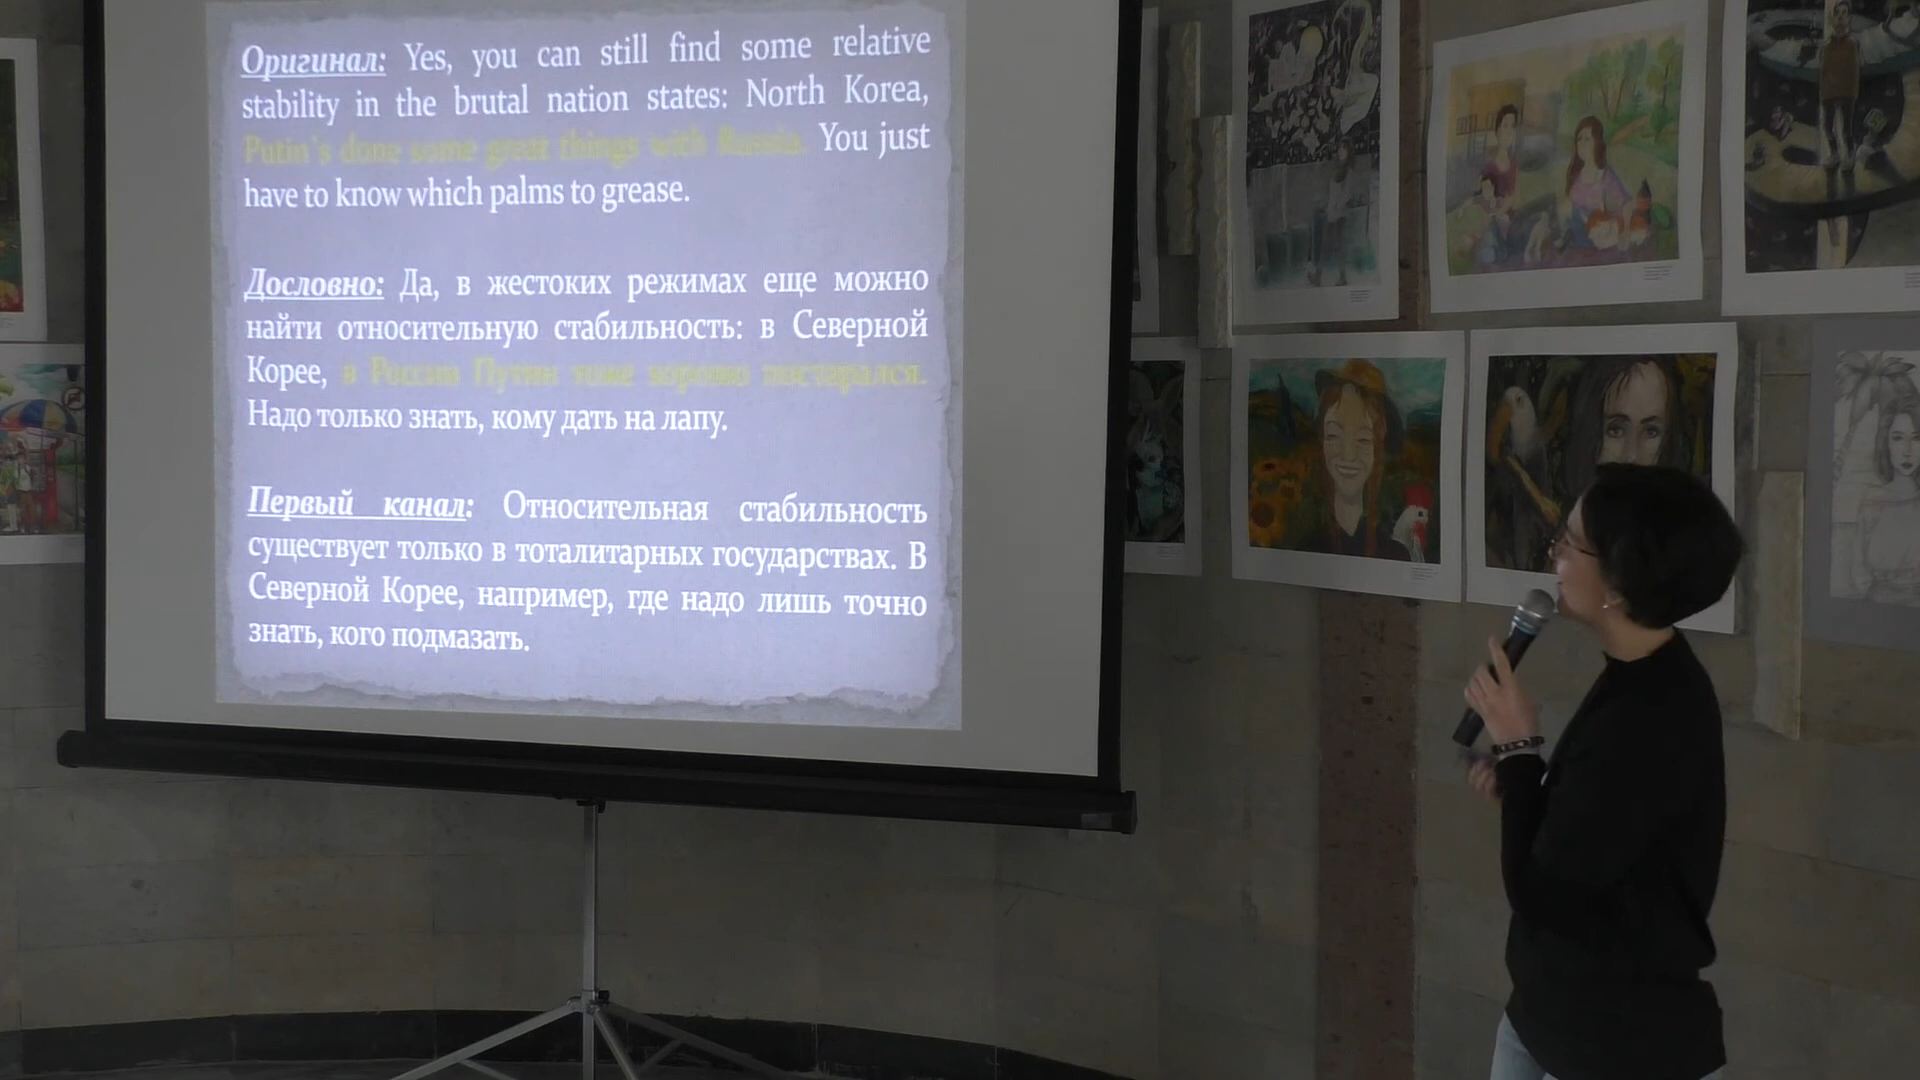 Оригинал: Yes, you can still find some relative
stability in the brutal nation states: North Korea,
Putin's done some great things with Russia. You just
have to know which palms to grease.
Дословно: Да, в жестоких режимах еще можно
найти относительную стабильность: в Северной
Корее, в России Путин тоже хорошо постарался.
Надо только знать, кому дать на лапу.
Первый канал: Относительная стабильность
существует только в тоталитарных государствах. В
Северной Корее, например, где надо лишь точно
знать, кого подмазать.